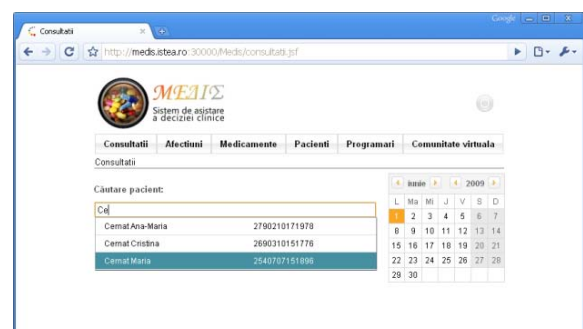 Google
Consultatii
http://medis.istea.ro:30000/Medis/consultatii.jsf
ΜΕΔΙΣ
Sistem de asistare
a deciziei clinice
Consultatii Afectiuni Medicamente Pacienti Programari Comunitate virtuala
Consultatii
Căutare pacient:
Ce
Cernat Ana-Maria 2790210171978
Cernat Cristina 2690310151776
Cernat Maria 2540707151896
iunie 2009
L Ma Mi J V S D
1 2 3 4 5 6 7
8 9 10 11 12 13 14
15 16 17 18 19 20 21
22 23 24 25 26 27 28
29 30